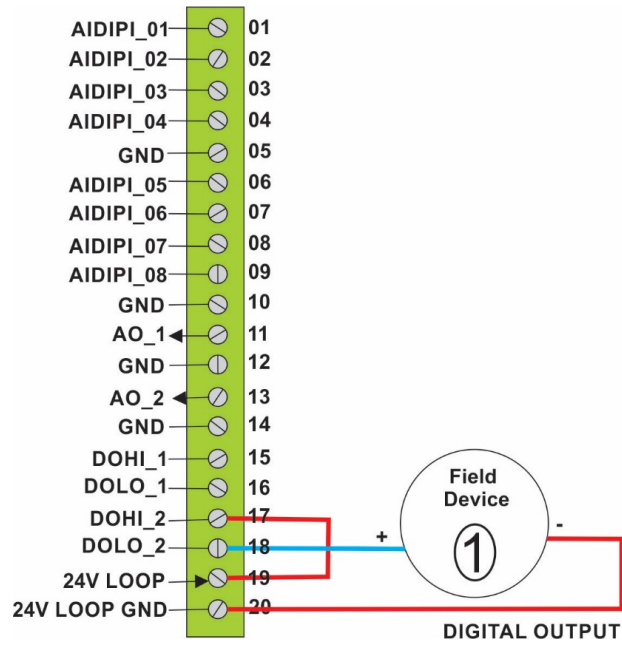 AIDIPI_01 01
AIDIPI_02 02
AIDIPI_03 03
AIDIPI_04 04
GND 05
AIDIPI_05 06
AIDIPI_06 07
AIDIPI_07 08
AIDIPI_08 09
GND 10
AO_1 11
GND 12
AO_2 13
GND 14
DOHI_1 15
DOLO_1 16
DOHI_2 17
DOLO_2 18
24V LOOP 19
24V LOOP GND 20
Field
Device
1
+ -
DIGITAL OUTPUT